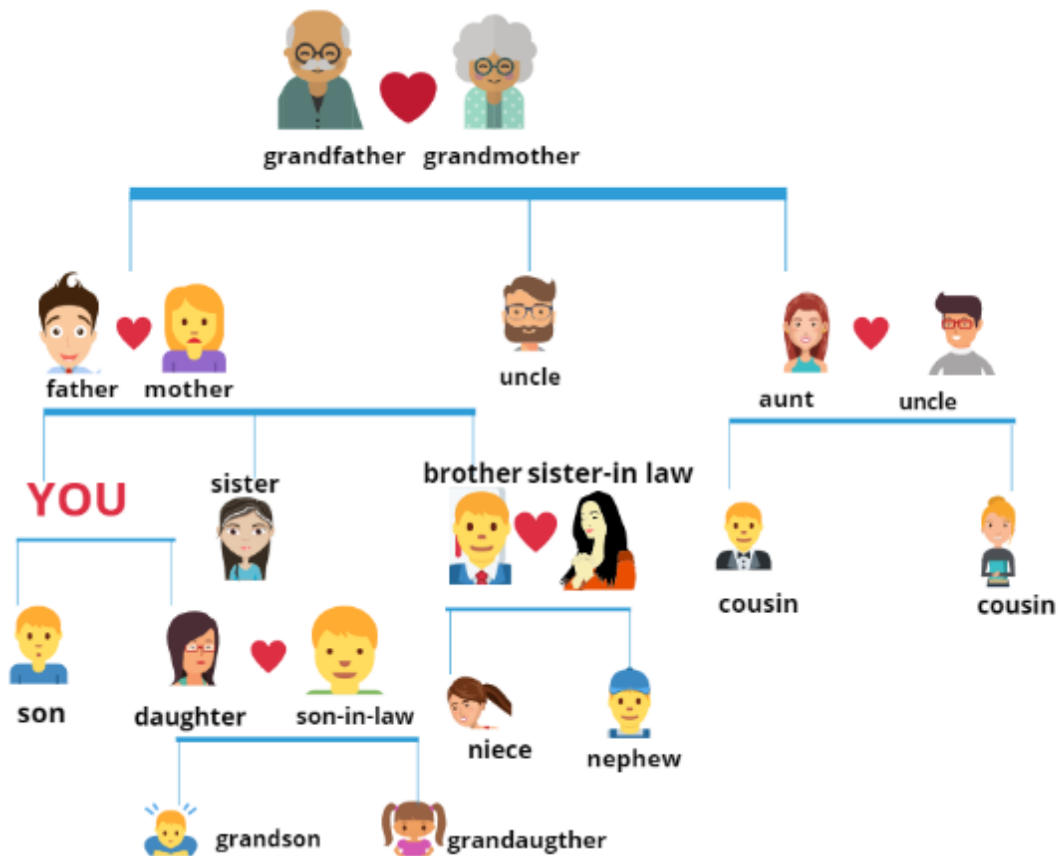 grandfather grandmother
father mother
uncle
aunt uncle
YOU
sister
brother sister-in law
cousin
cousin
son
daughter
son-in-law
niece
nephew
grandson
grandaugther